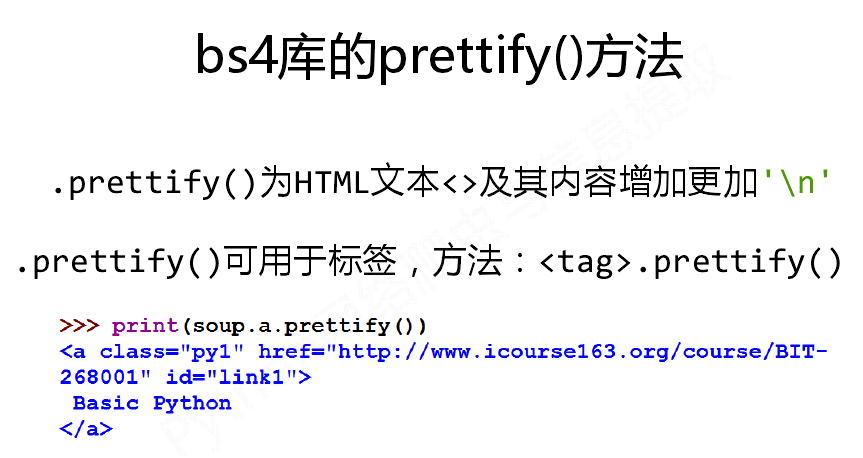 bs4库的prettify()方法
.prettify()为HTML文本<>及其内容增加更加'\n'
.prettify()可用于标签，方法：<tag>.prettify()
>>> print(soup.a.prettify())
<a class="py1" href="http://www.icourse163.org/course/BIT-
268001" id="link1">
 Basic Python
</a>